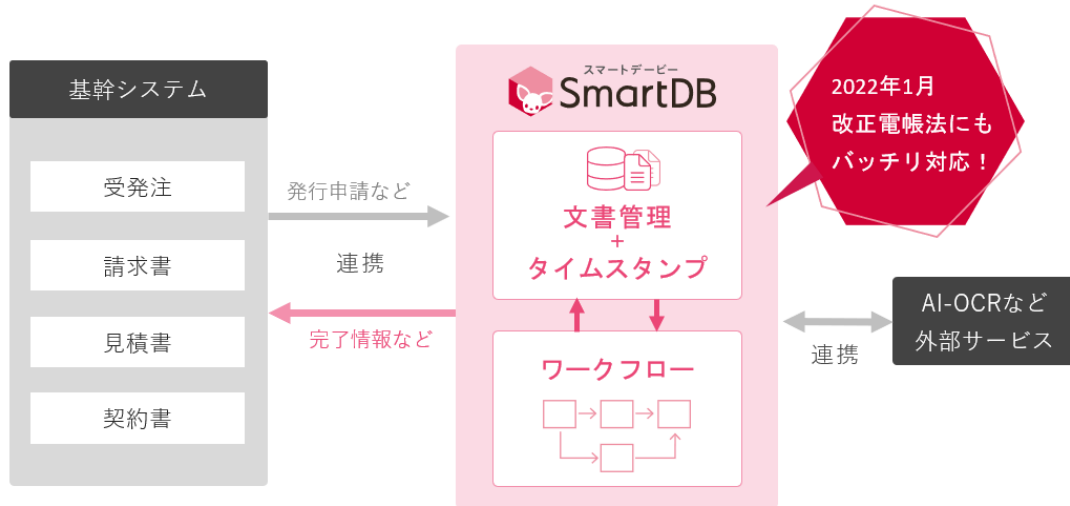 基幹システム
受発注
請求書
見積書
契約書
発行申請など
連携
完了情報など
スマートデービー
SmartDB
文書管理
+
タイムスタンプ
ワークフロー
2022年1月
改正電帳法にも
バッチリ対応！
連携
AI-OCRなど
外部サービス